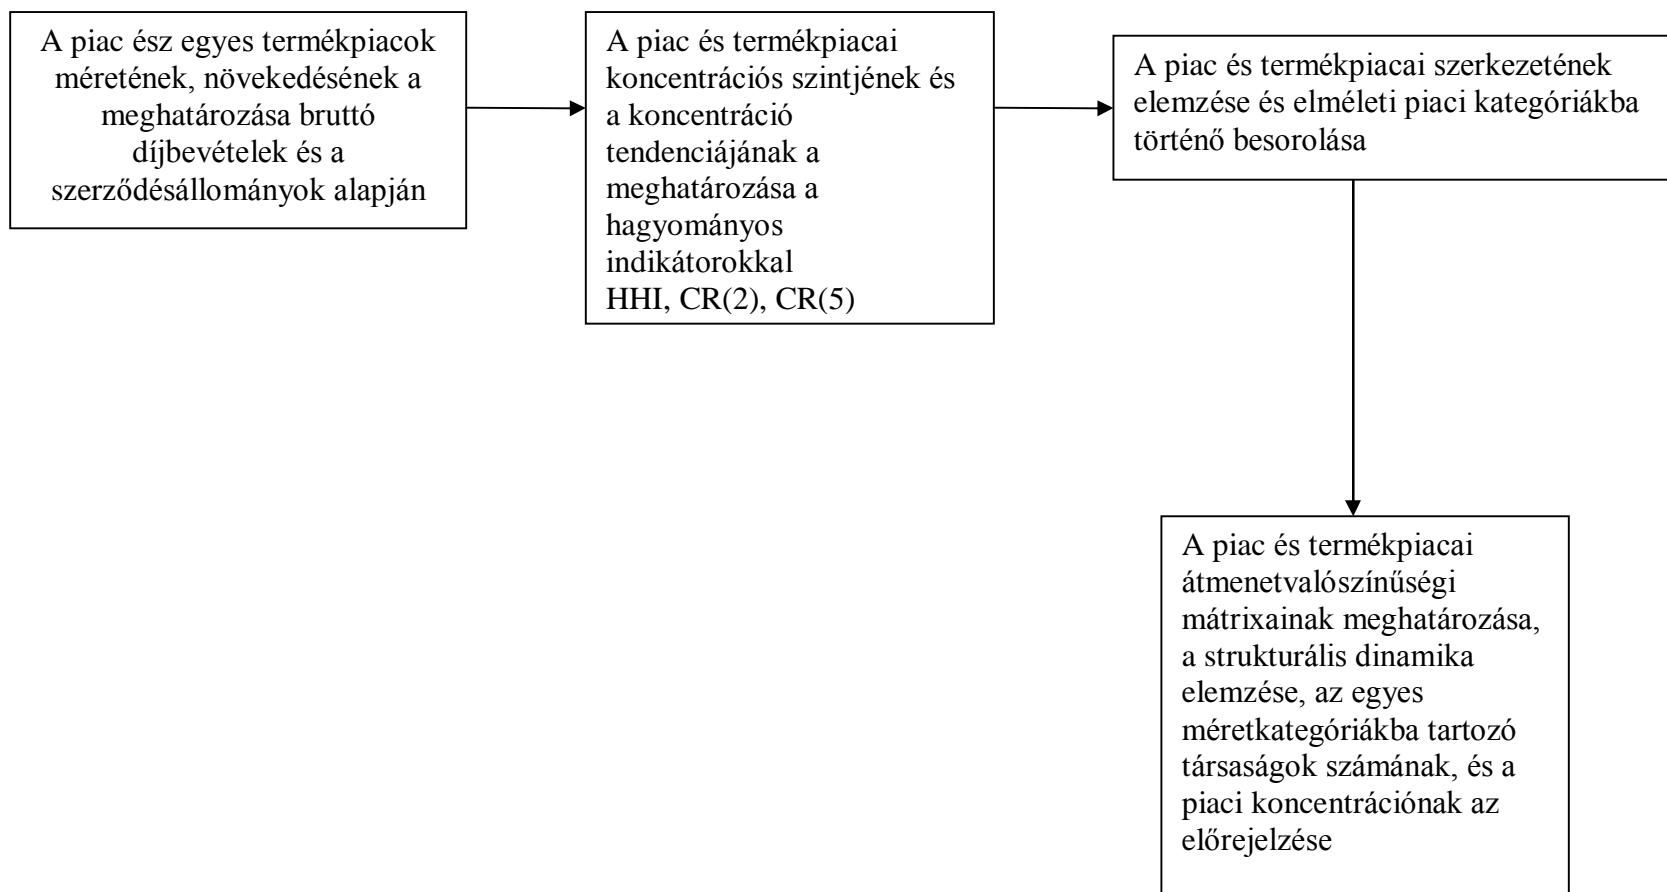 A piac ész egyes termékpiacok
méretének, növekedésének a
meghatározása bruttó
díjbevételek és a
szerződésállományok alapján
A piac és termékpiacai
koncentrációs szintjének és
a koncentráció
tendenciájának a
meghatározása a
hagyományos
indikátorokkal
HHI, CR(2), CR(5)
A piac és termékpiacai szerkezetének
elemzése és elméleti piaci kategóriákba
történő besorolása
A piac és termékpiacai
átmenetvalószínűségi
mátrixainak meghatározása,
a strukturális dinamika
elemzése, az egyes
méretkategóriákba tartozó
társaságok számának, és a
piaci koncentrációnak az
előrejelzése